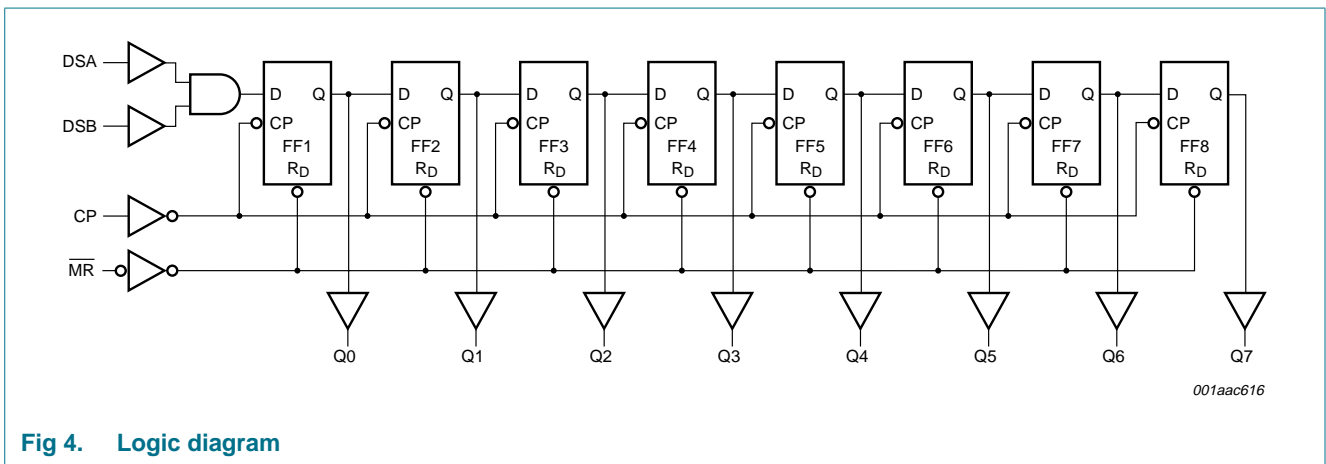 DSA
D Q D Q D Q D Q D Q D Q D Q D Q
DSB
CP CP CP CP CP CP CP CP
FF1 FF2 FF3 FF4 FF5 FF6 FF7 FF8
RD RD RD RD RD RD RD RD
CP
MR
Q0 Q1 Q2 Q3 Q4 Q5 Q6 Q7
001aac616
Fig 4. Logic diagram